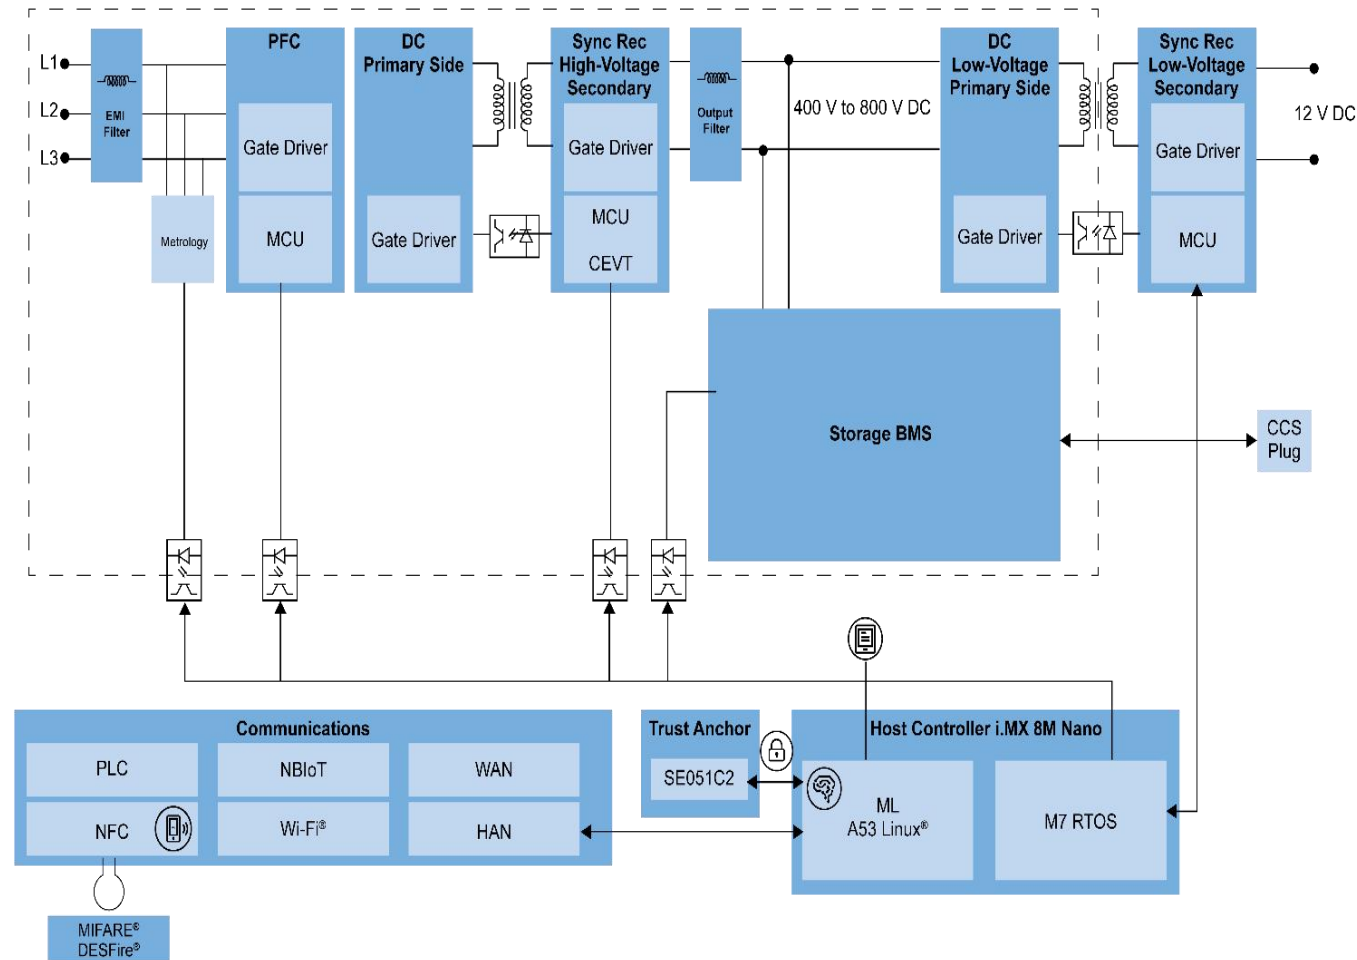 PFC
DC
Primary Side
Sync Rec
High-Voltage
Secondary
DC
Low-Voltage
Primary Side
Sync Rec
Low-Voltage
Secondary
L1
L2
L3
EMI
Filter
Output
Filter
400 V to 800 V DC
12 V DC
Gate Driver
Gate Driver
Gate Driver
Metrology
MCU
Gate Driver
MCU
CEVT
Gate Driver
MCU
Storage BMS
CCS
Plug
Communications
PLC
NBIoT
WAN
NFC
Wi-Fi®
HAN
Trust Anchor
SE051C2
Host Controller i.MX 8M Nano
ML
A53 Linux®
M7 RTOS
MIFARE®
DESFire®